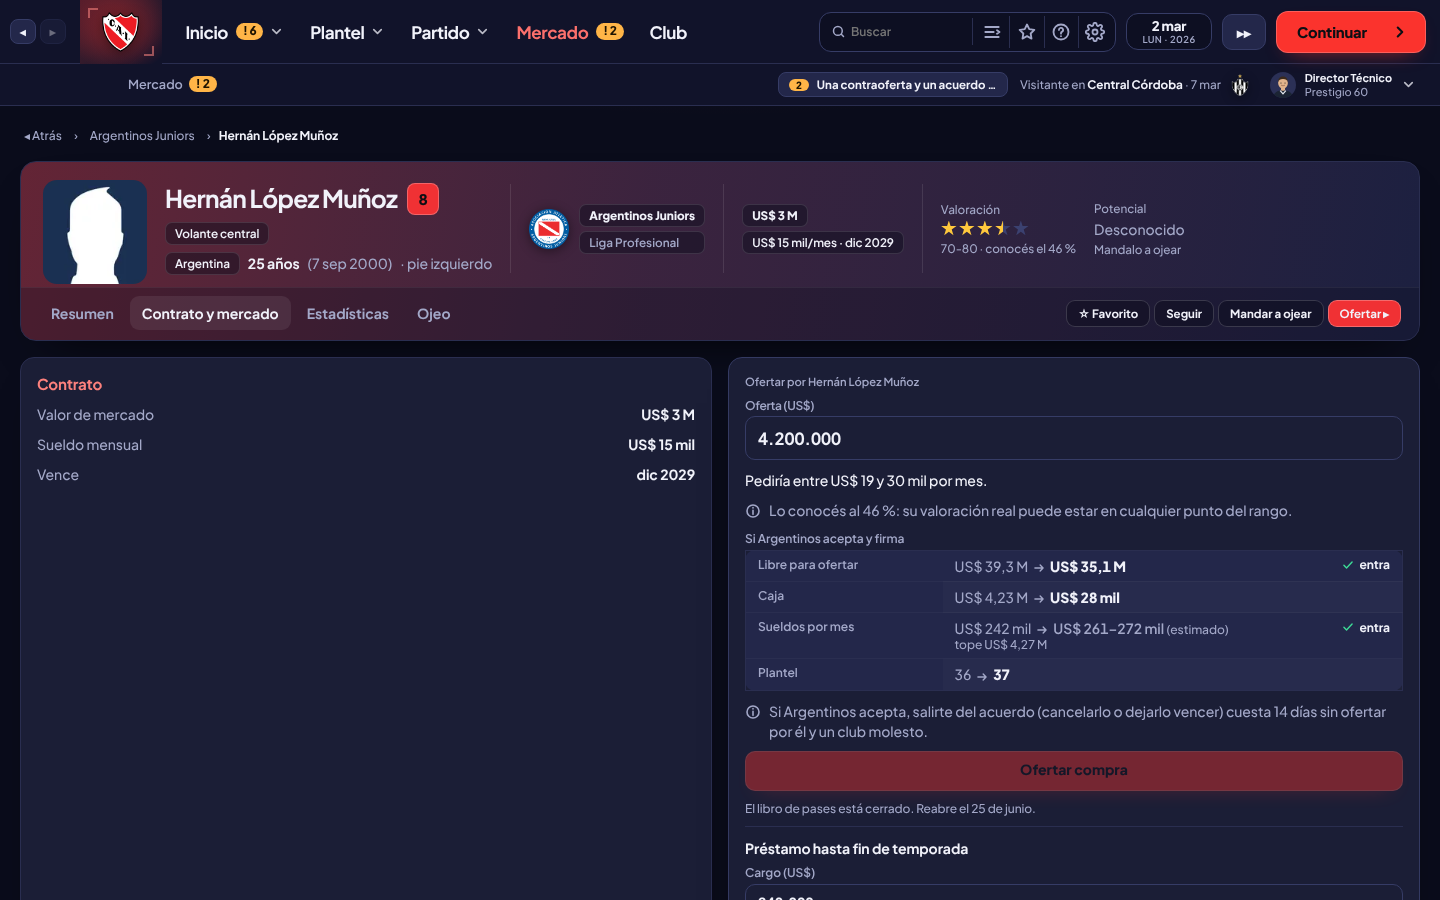 Inicio ! 6
Plantel
Partido
Mercado ! 2
Club
Buscar
2 mar
LUN · 2026
Continuar
Mercado ! 2
2 Una contraoferta y un acuerdo ...
Visitante en Central Córdoba · 7 mar
Director Técnico
Prestigio 60
◂ Atrás › Argentinos Juniors › Hernán López Muñoz
Hernán López Muñoz 8
Volante central
Argentina 25 años (7 sep 2000) · pie izquierdo
Argentinos Juniors
Liga Profesional
US$ 3 M
US$ 15 mil/mes · dic 2029
Valoración
70–80 · conocés el 46 %
Potencial
Desconocido
Mandalo a ojear
Resumen
Contrato y mercado
Estadísticas
Ojeo
☆ Favorito
Seguir
Mandar a ojear
Ofertar ▸
Contrato
Valor de mercado US$ 3 M
Sueldo mensual US$ 15 mil
Vence dic 2029
Ofertar por Hernán López Muñoz
Oferta (US$)
4.200.000
Pediría entre US$ 19 y 30 mil por mes.
Lo conocés al 46 %: su valoración real puede estar en cualquier punto del rango.
Si Argentinos acepta y firma
Libre para ofertar US$ 39,3 M → US$ 35,1 M ✓ entra
Caja US$ 4,23 M → US$ 28 mil
Sueldos por mes US$ 242 mil → US$ 261–272 mil (estimado) ✓ entra
tope US$ 4,27 M
Plantel 36 → 37
Si Argentinos acepta, salirte del acuerdo (cancelarlo o dejarlo vencer) cuesta 14 días sin ofertar
por él y un club molesto.
Ofertar compra
El libro de pases está cerrado. Reabre el 25 de junio.
Préstamo hasta fin de temporada
Cargo (US$)